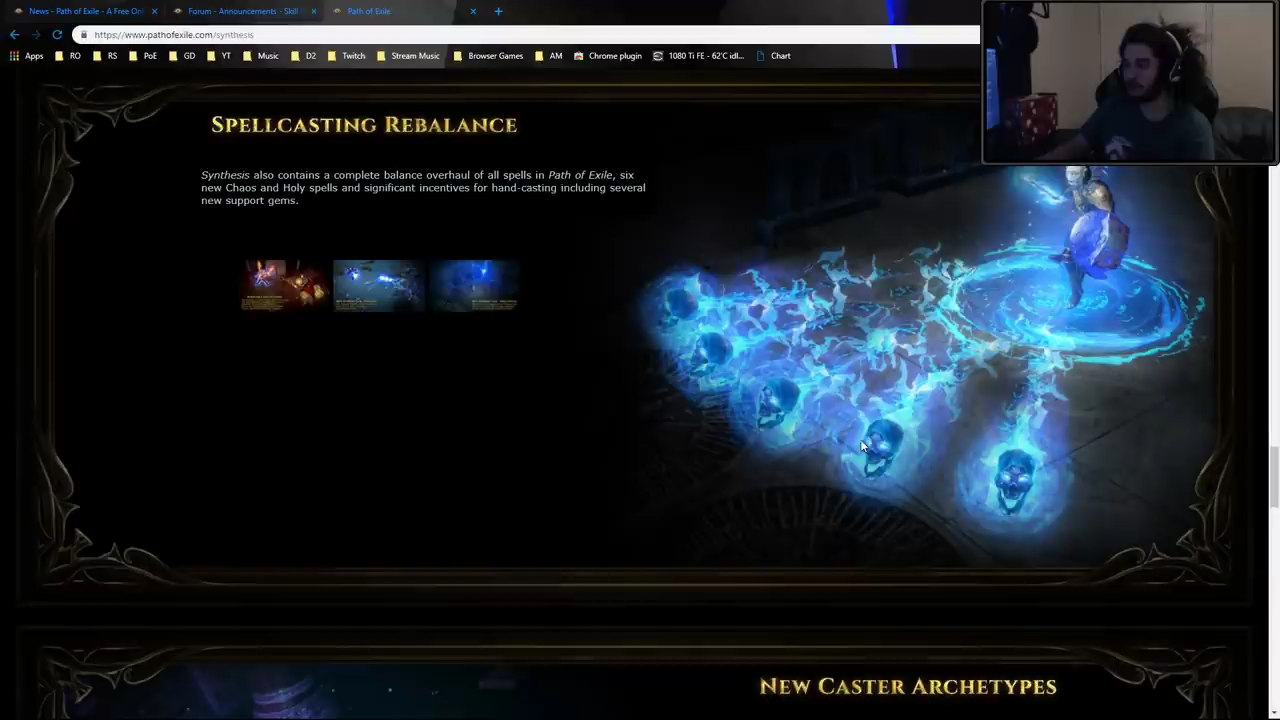 News - Path of Exile - A Free Onl
Forum - Announcements - Skill
Path of Exile
https://www.pathofexile.com/synthesis
Apps RO RS PoE GD YT Music D2 Twitch Stream Music Browser Games AM Chrome plugin 1080 Ti FE - 62°C idl... Chart
SPELLCASTING REBALANCE
Synthesis also contains a complete balance overhaul of all spells in Path of Exile, six
new Chaos and Holy spells and significant incentives for hand-casting including several
new support gems.
NEW CASTER ARCHETYPES